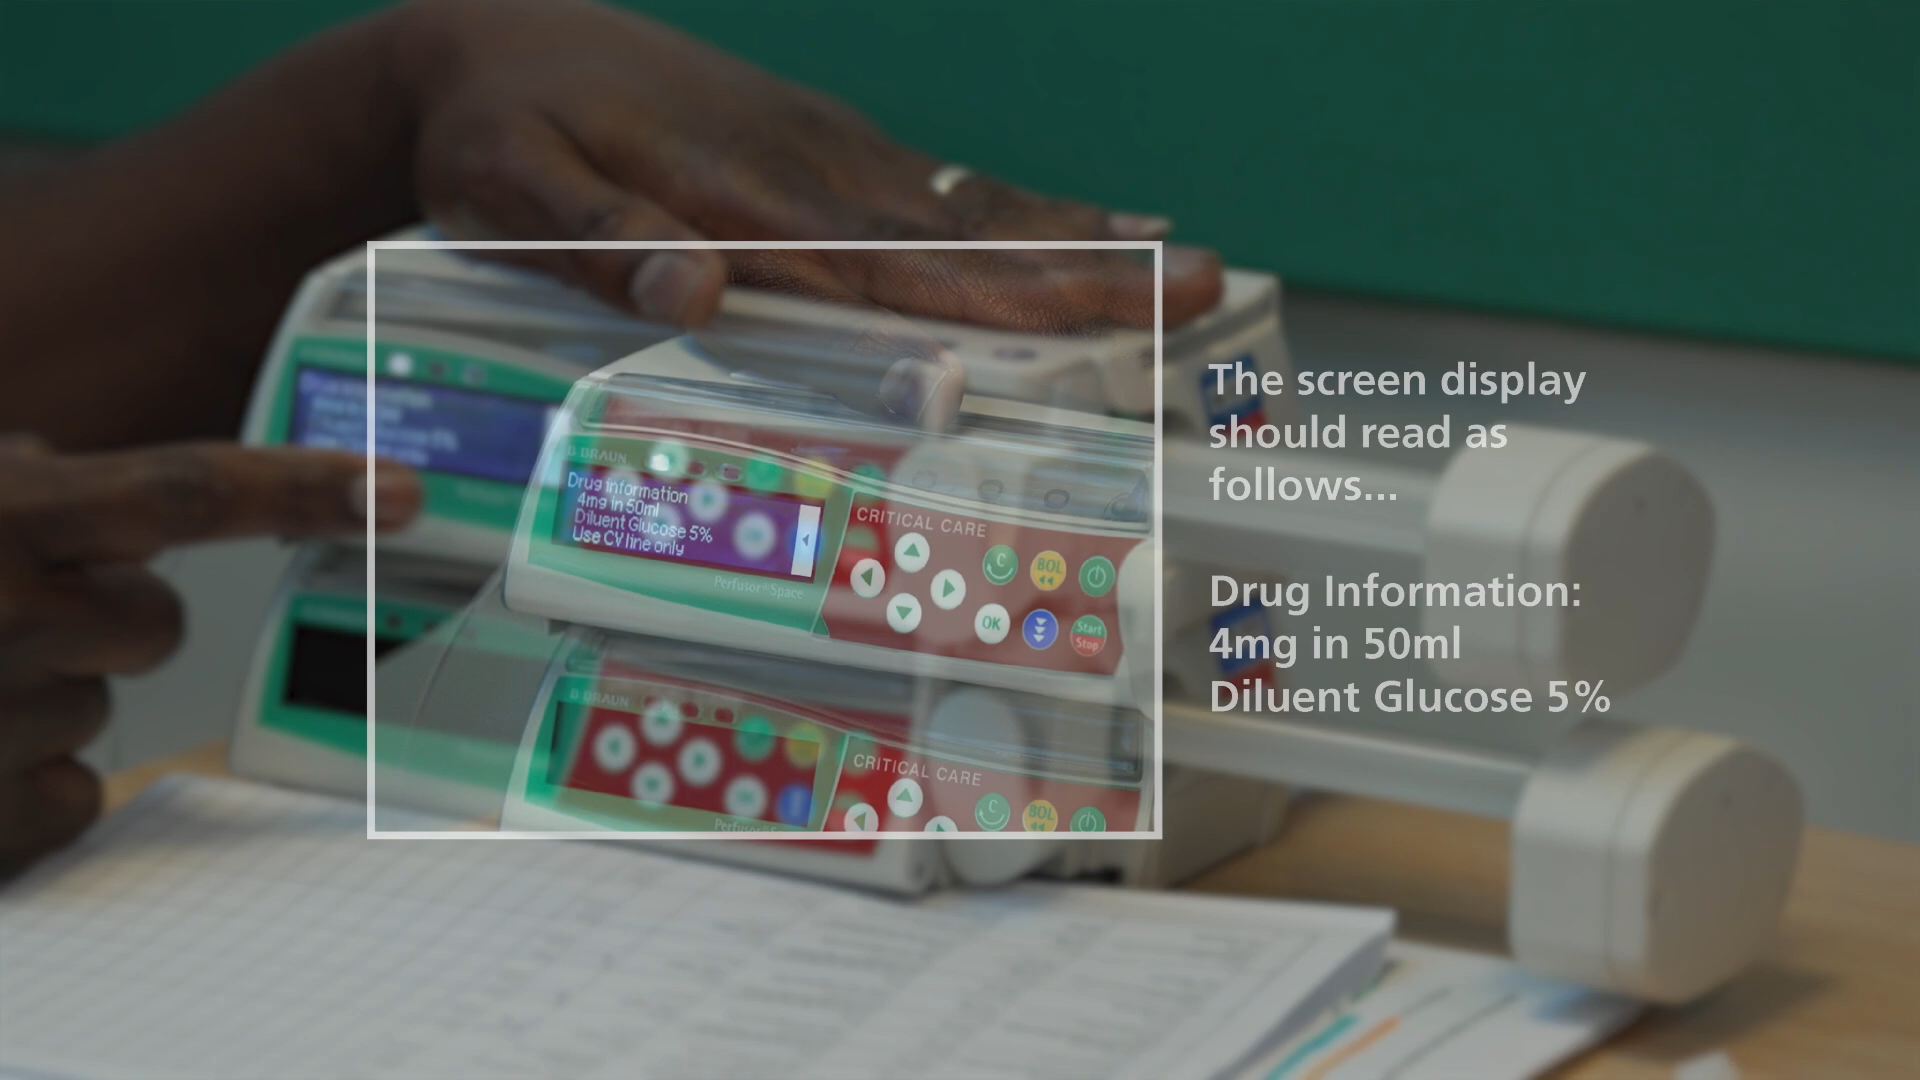 B BRAUN
Drug information
4mg in 50ml
Diluent Glucose 5%
Use CV line only
Perfusor®Space
CRITICAL CARE
C
BOL
OK
Start
Stop
B BRAUN
CRITICAL CARE
C
BOL
The screen display
should read as
follows...
Drug Information:
4mg in 50ml
Diluent Glucose 5%